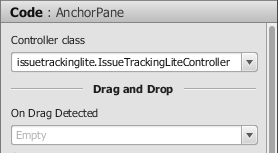 Code : AnchorPane
Controller class
issuetrackinglite.IssueTrackingLiteController
Drag and Drop
On Drag Detected
Empty